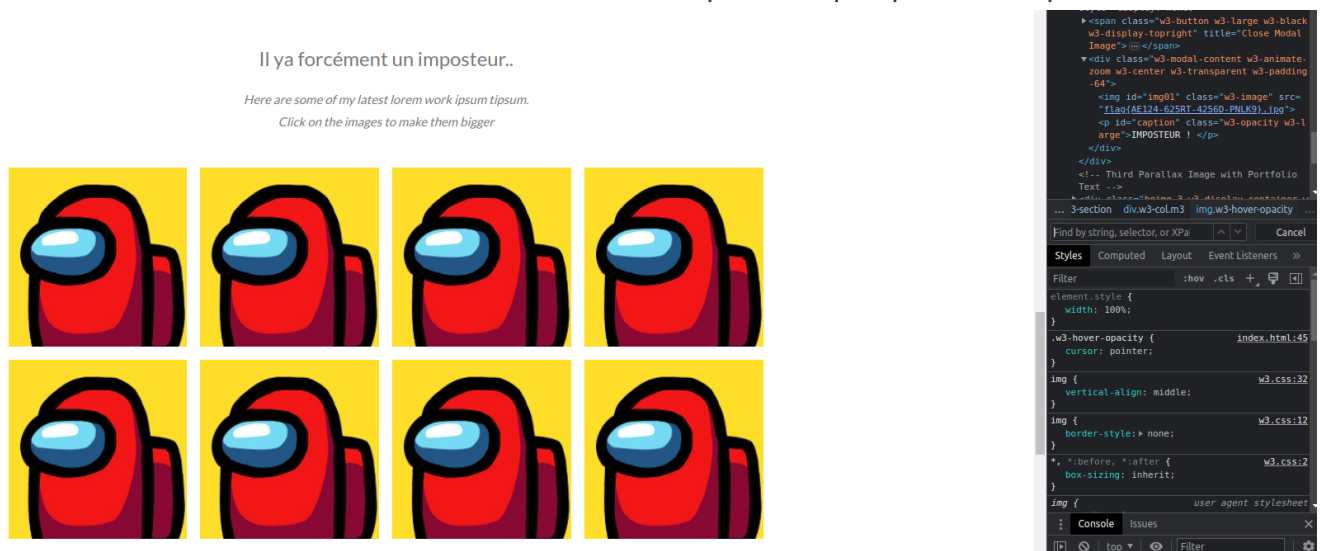 Il ya forcément un imposteur..
Here are some of my latest lorem work ipsum tipsum.
Click on the images to make them bigger
<span class="w3-button w3-large w3-black
w3-display-topright" title="Close Modal
Image"> </span>
<div class="w3-modal-content w3-animate-
zoom w3-center w3-transparent w3-padding
-64">
<img id="img01" class="w3-image" src=
"flag{AE124-625RT-4256D-PNLK9}.jpg">
<p id="caption" class="w3-opacity w3-l
arge">IMPOSTEUR ! </p>
</div>
</div>
<!-- Third Parallax Image with Portfolio
Text -->
... 3-section div.w3-col.m3 img.w3-hover-opacity ...
Find by string, selector, or XPa Cancel
Styles Computed Layout Event Listeners »
Filter :hov .cls +
element.style {
width: 100%;
}
.w3-hover-opacity { index.html:45
cursor: pointer;
}
img { w3.css:32
vertical-align: middle;
}
img { w3.css:12
border-style: none;
}
*, *:before, *:after { w3.css:2
box-sizing: inherit;
}
img { user agent stylesheet
Console Issues
top Filter